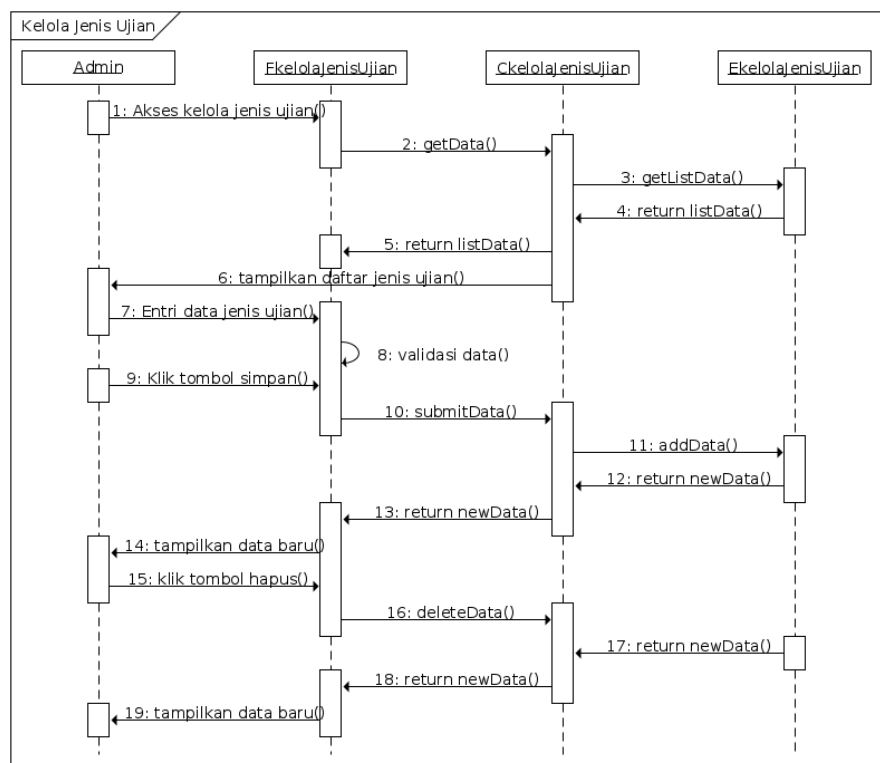 Kelola Jenis Ujian
Admin
FkelolaJenisUjian
CkelolaJenisUjian
EkelolaJenisUjian
1: Akses kelola jenis ujian()
2: getData()
3: getListData()
4: return listData()
5: return listData()
6: tampilkan daftar jenis ujian()
7: Entri data jenis ujian()
8: validasi data()
9: Klik tombol simpan()
10: submitData()
11: addData()
12: return newData()
13: return newData()
14: tampilkan data baru()
15: klik tombol hapus()
16: deleteData()
17: return newData()
18: return newData()
19: tampilkan data baru()